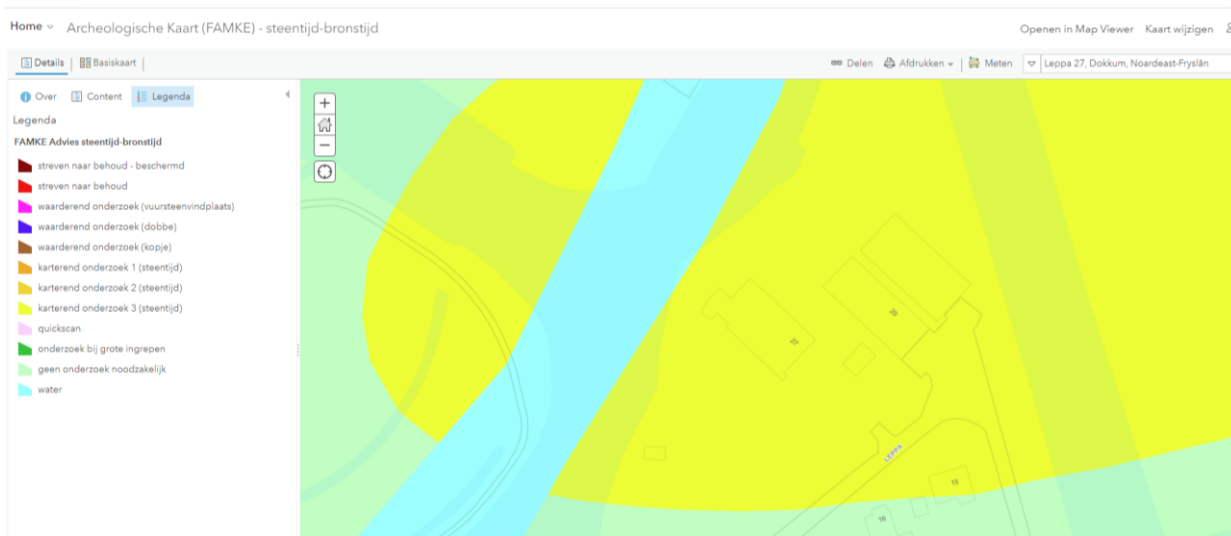 Home Archeologische Kaart (FAMKE) - steentijd-bronstijd
Openen in Map Viewer Kaart wijzigen
Details Basiskaart
Delen Afdrukken Meten Leppa 27, Dokkum, Noardeast-Fryslân
Over Content Legenda
Legenda
FAMKE Advies steentijd-bronstijd
streven naar behoud - beschermd
streven naar behoud
waarderend onderzoek (vuursteenvindplaats)
waarderend onderzoek (dobbe)
waarderend onderzoek (kopje)
karterend onderzoek 1 (steentijd)
karterend onderzoek 2 (steentijd)
karterend onderzoek 3 (steentijd)
quickscan
onderzoek bij grote ingrepen
geen onderzoek noodzakelijk
water
27
LEPPA
15
16